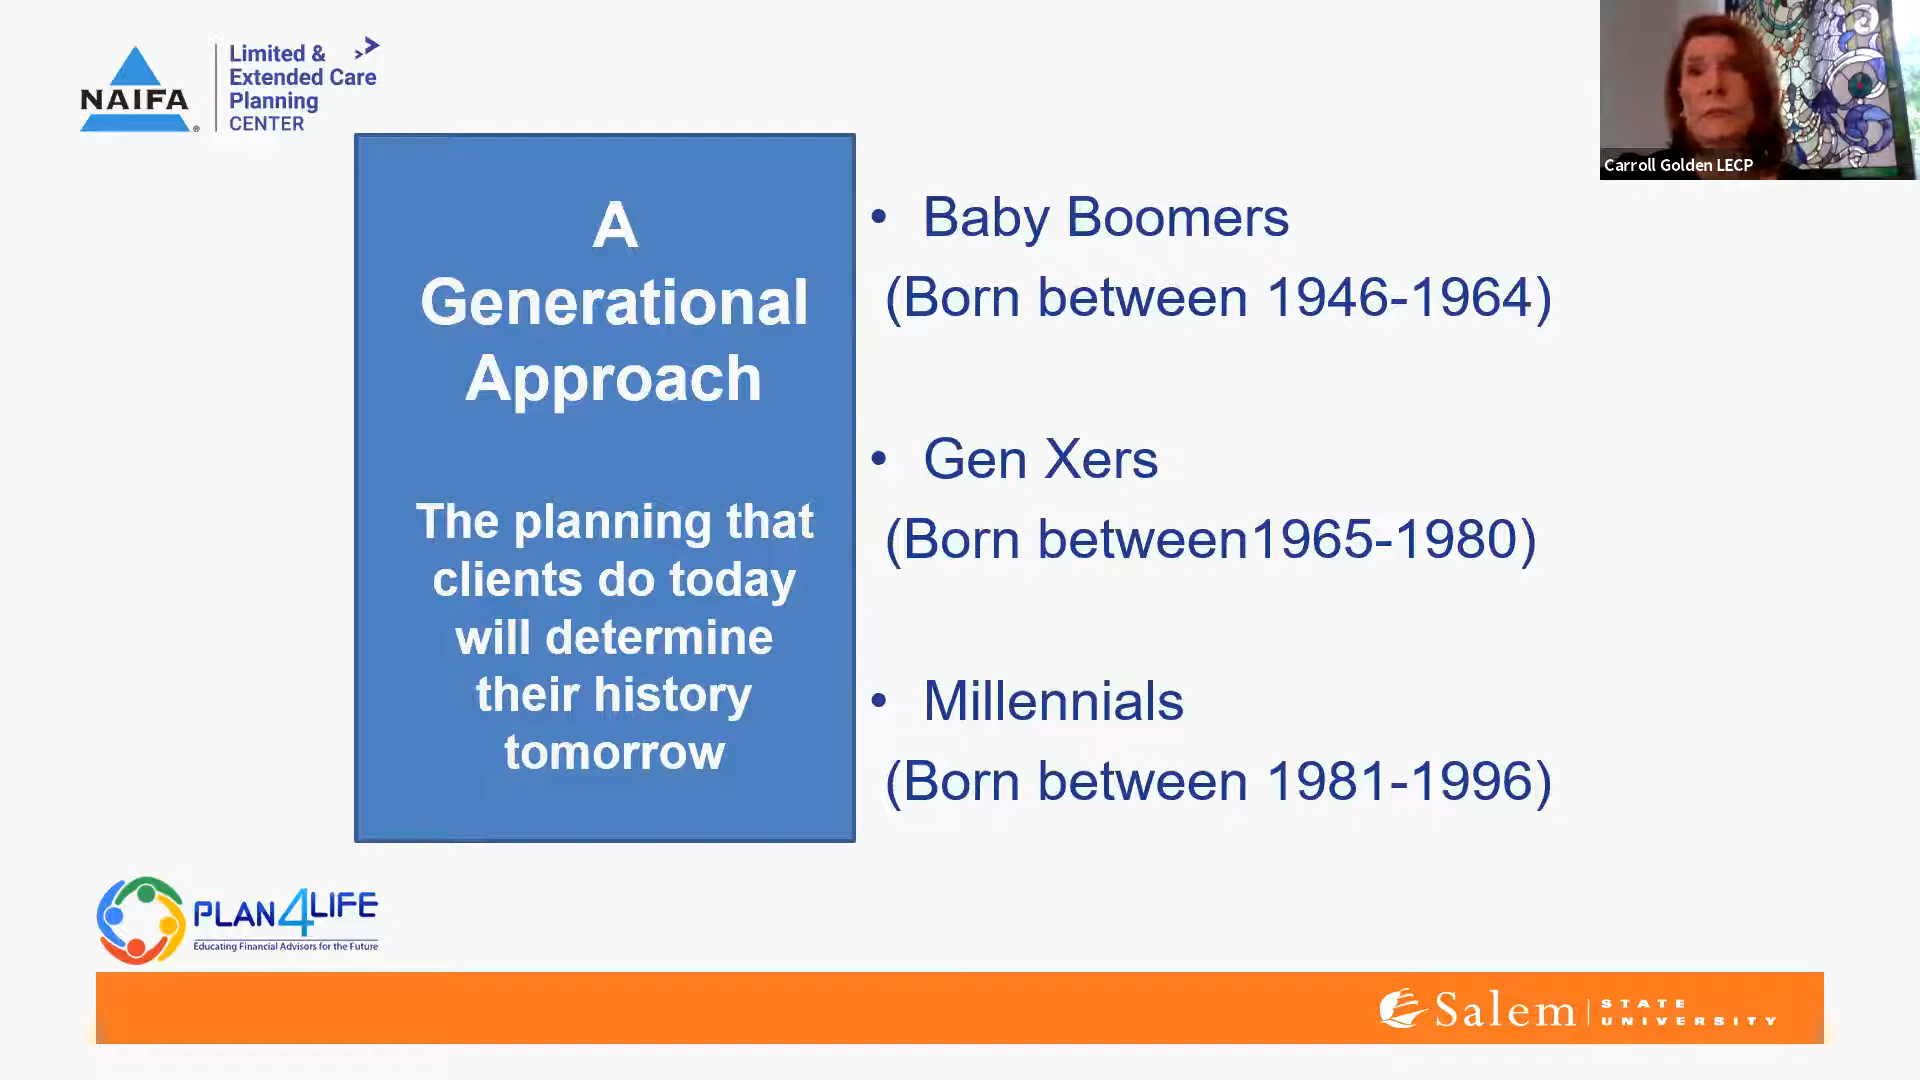 NAIFA®
Limited &
Extended Care
Planning
CENTER
Carroll Golden LECP
A
Generational
Approach
The planning that
clients do today
will determine
their history
tomorrow
• Baby Boomers
(Born between 1946-1964)
• Gen Xers
(Born between1965-1980)
• Millennials
(Born between 1981-1996)
PLAN4LIFE
Educating Financial Advisors for the Future
Salem STATE
UNIVERSITY